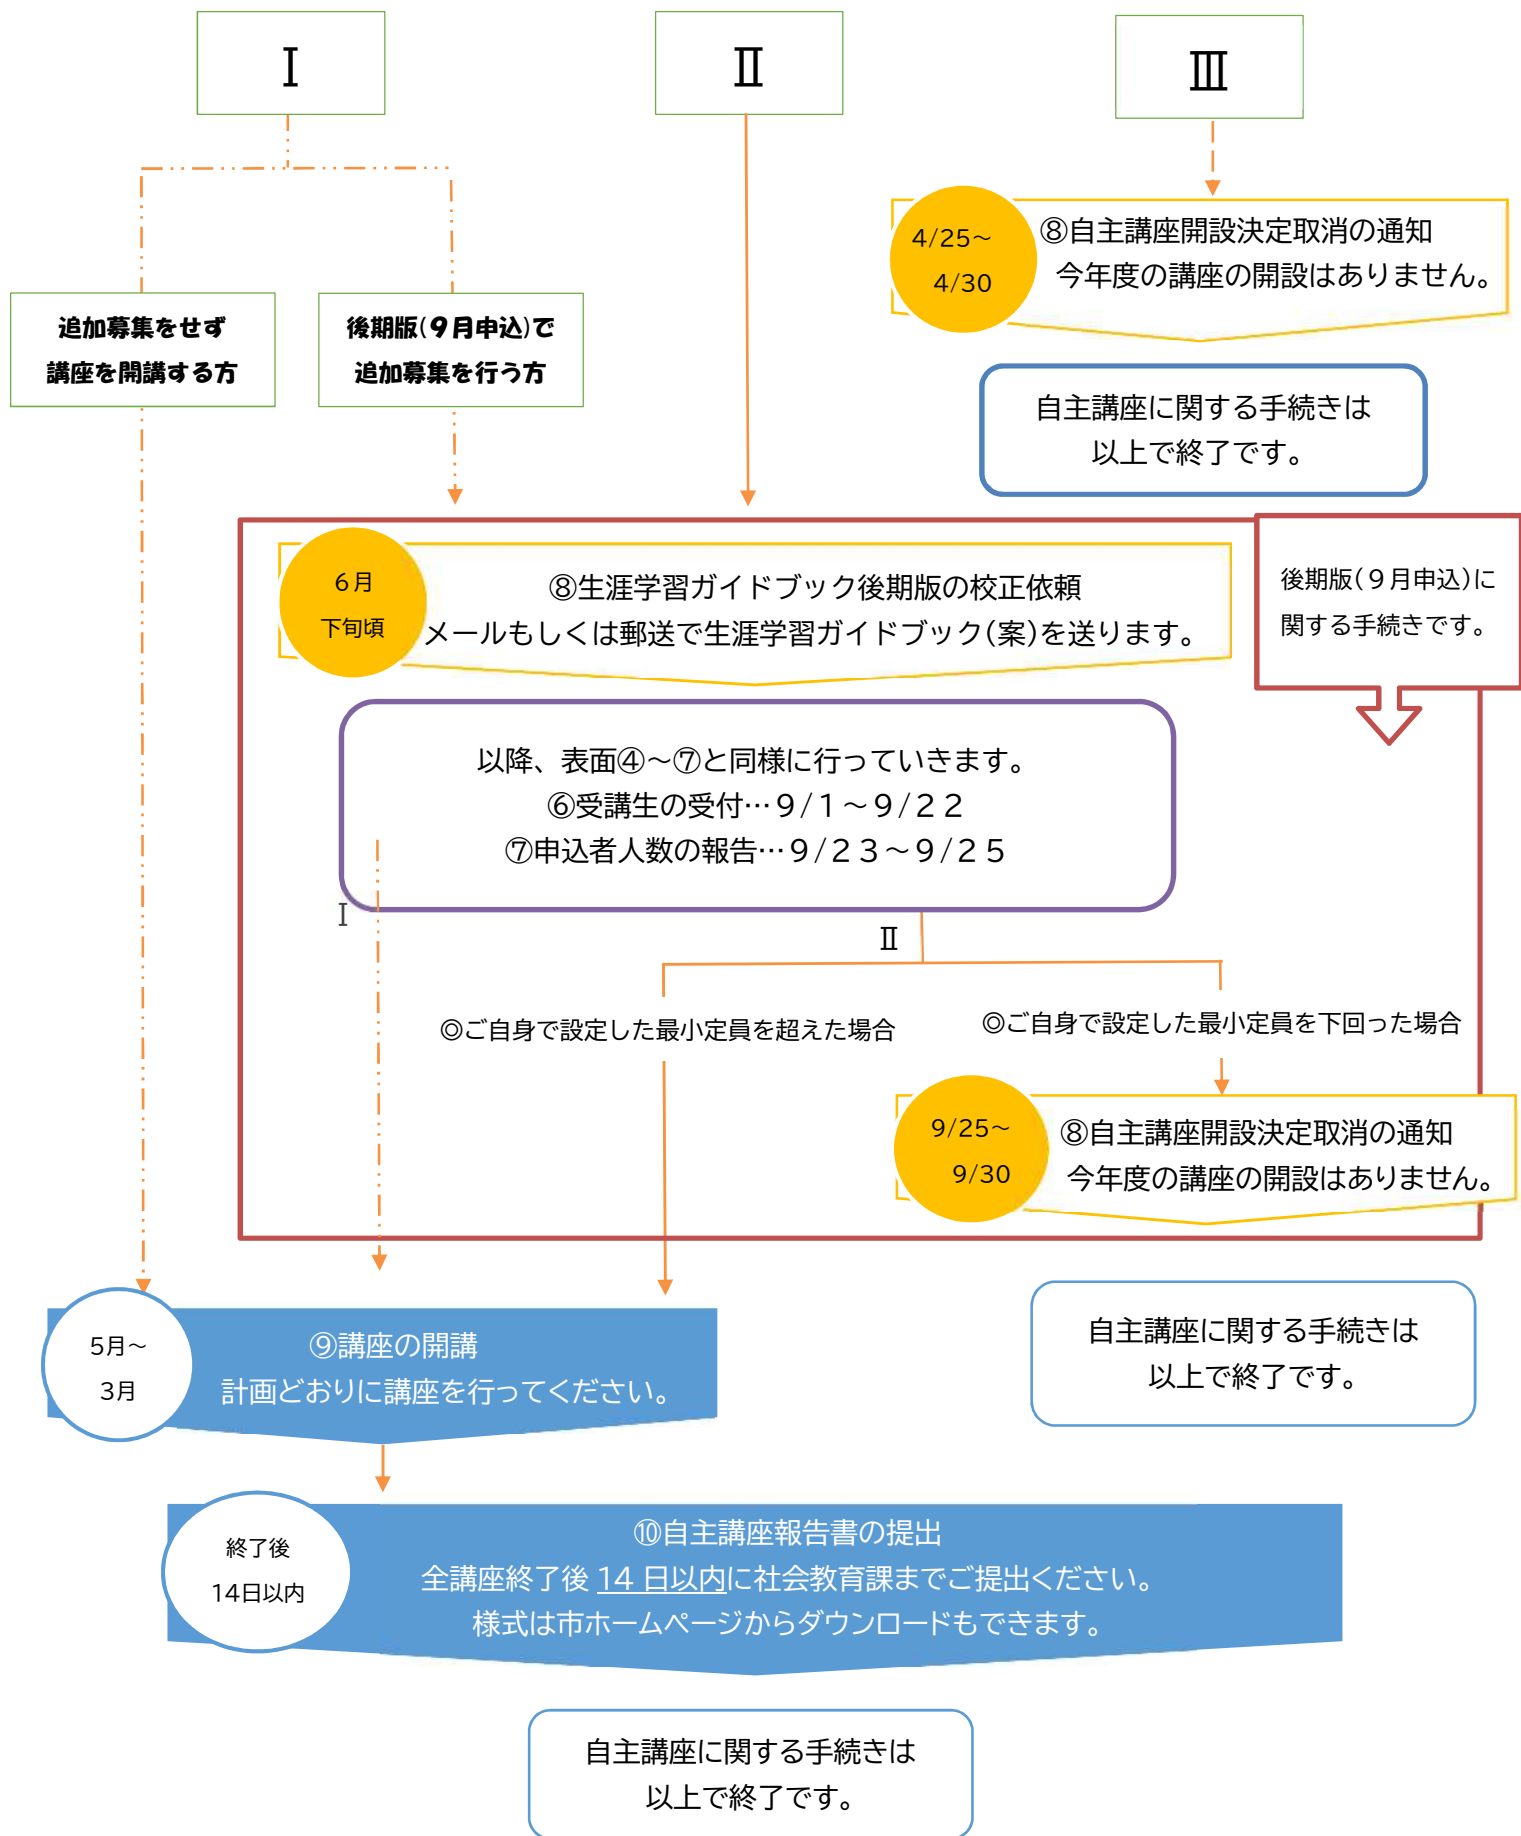 Ⅰ
Ⅱ
Ⅲ
4/25～
4/30
⑧自主講座開設決定取消の通知
今年度の講座の開設はありません。
追加募集をせず
講座を開講する方
後期版(９月申込)で
追加募集を行う方
自主講座に関する手続きは
以上で終了です。
６月
下旬頃
⑧生涯学習ガイドブック後期版の校正依頼
メールもしくは郵送で生涯学習ガイドブック(案)を送ります。
後期版(９月申込)に
関する手続きです。
以降、表面④～⑦と同様に行っていきます。
⑥受講生の受付…９/１～９/２２
⑦申込者人数の報告…９/２３～９/２５
Ⅰ
Ⅱ
◎ご自身で設定した最小定員を超えた場合
◎ご自身で設定した最小定員を下回った場合
9/25～
9/30
⑧自主講座開設決定取消の通知
今年度の講座の開設はありません。
5月～
3月
⑨講座の開講
計画どおりに講座を行ってください。
自主講座に関する手続きは
以上で終了です。
終了後
14日以内
⑩自主講座報告書の提出
全講座終了後 14 日以内に社会教育課までご提出ください。
様式は市ホームページからダウンロードもできます。
自主講座に関する手続きは
以上で終了です。